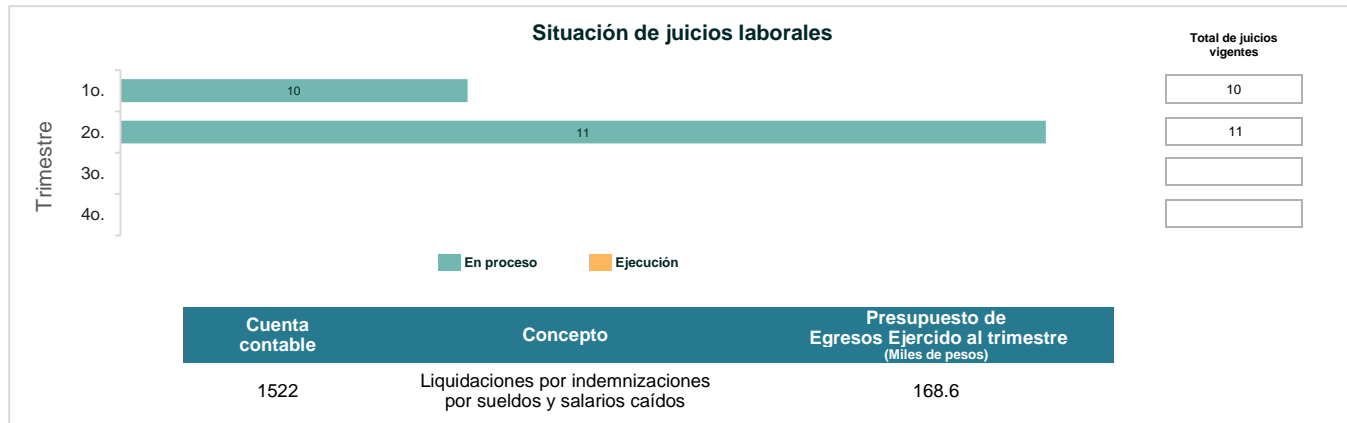 Situación de juicios laborales
Total de juicios
vigentes
Trimestre
1o.
10
10
2o.
11
11
3o.
4o.
En proceso
Ejecución
Cuenta
contable
Concepto
Presupuesto de
Egresos Ejercido al trimestre
(Miles de pesos)
1522
Liquidaciones por indemnizaciones
por sueldos y salarios caídos
168.6